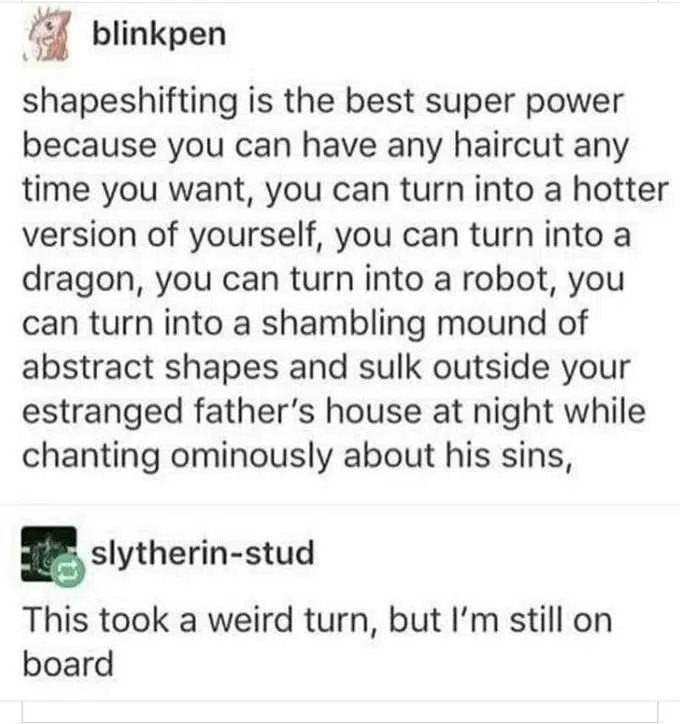 blinkpen
shapeshifting is the best super power
because you can have any haircut any
time you want, you can turn into a hotter
version of yourself, you can turn into a
dragon, you can turn into a robot, you
can turn into a shambling mound of
abstract shapes and sulk outside your
estranged father's house at night while
chanting ominously about his sins,
slytherin-stud
This took a weird turn, but I'm still on
board